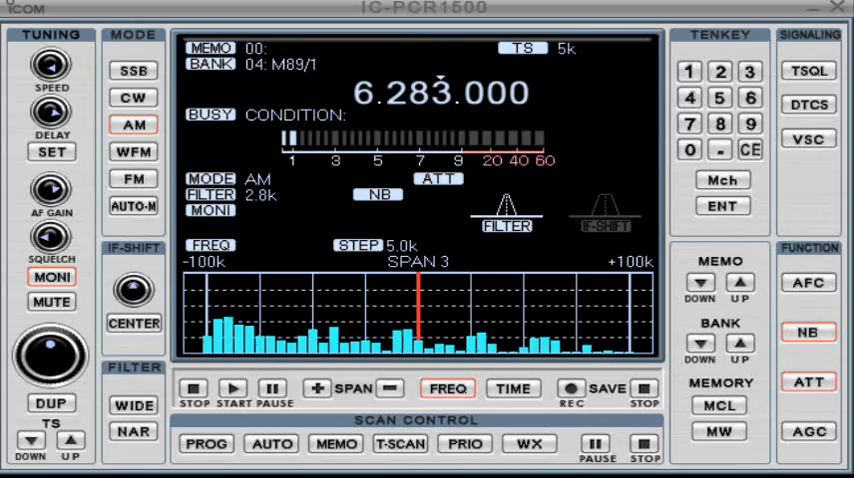 ICOM
IC-PCR1500
TUNING
SPEED
DELAY
SET
AF GAIN
SQUELCH
MONI
MUTE
DUP
TS
DOWN UP
MODE
SSB
CW
AM
WFM
FM
AUTO-M
IF-SHIFT
CENTER
FILTER
WIDE
NAR
MEMO 00: TS 5k
BANK 04: M89/1
6.283.000
BUSY CONDITION:
1 3 5 7 9 20 40 60
MODE AM ATT
FILTER 2.8k NB
MONI
FILTER IF-SHIFT
FREQ STEP 5.0k
-100k SPAN 3 +100k
STOP START PAUSE
SPAN
FREQ TIME
REC SAVE STOP
SCAN CONTROL
PROG AUTO MEMO T-SCAN PRIO WX
PAUSE STOP
TENKEY
1 2 3
4 5 6
7 8 9
0 . CE
Mch
ENT
MEMO
DOWN UP
BANK
DOWN UP
MEMORY
MCL
MW
SIGNALING
TSQL
DTCS
VSC
FUNCTION
AFC
NB
ATT
AGC